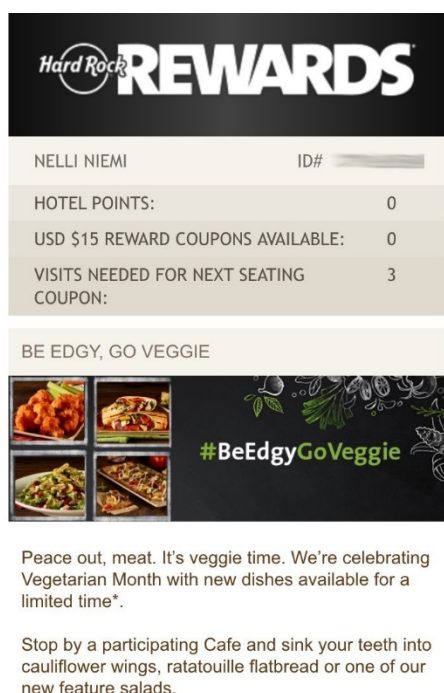 Hard Rock REWARDS
NELLI NIEMI ID#
HOTEL POINTS: 0
USD $15 REWARD COUPONS AVAILABLE: 0
VISITS NEEDED FOR NEXT SEATING 3
COUPON:
BE EDGY, GO VEGGIE
#BeEdgyGoVeggie
Peace out, meat. It's veggie time. We're celebrating
Vegetarian Month with new dishes available for a
limited time*.
Stop by a participating Cafe and sink your teeth into
cauliflower wings, ratatouille flatbread or one of our
new feature salads.